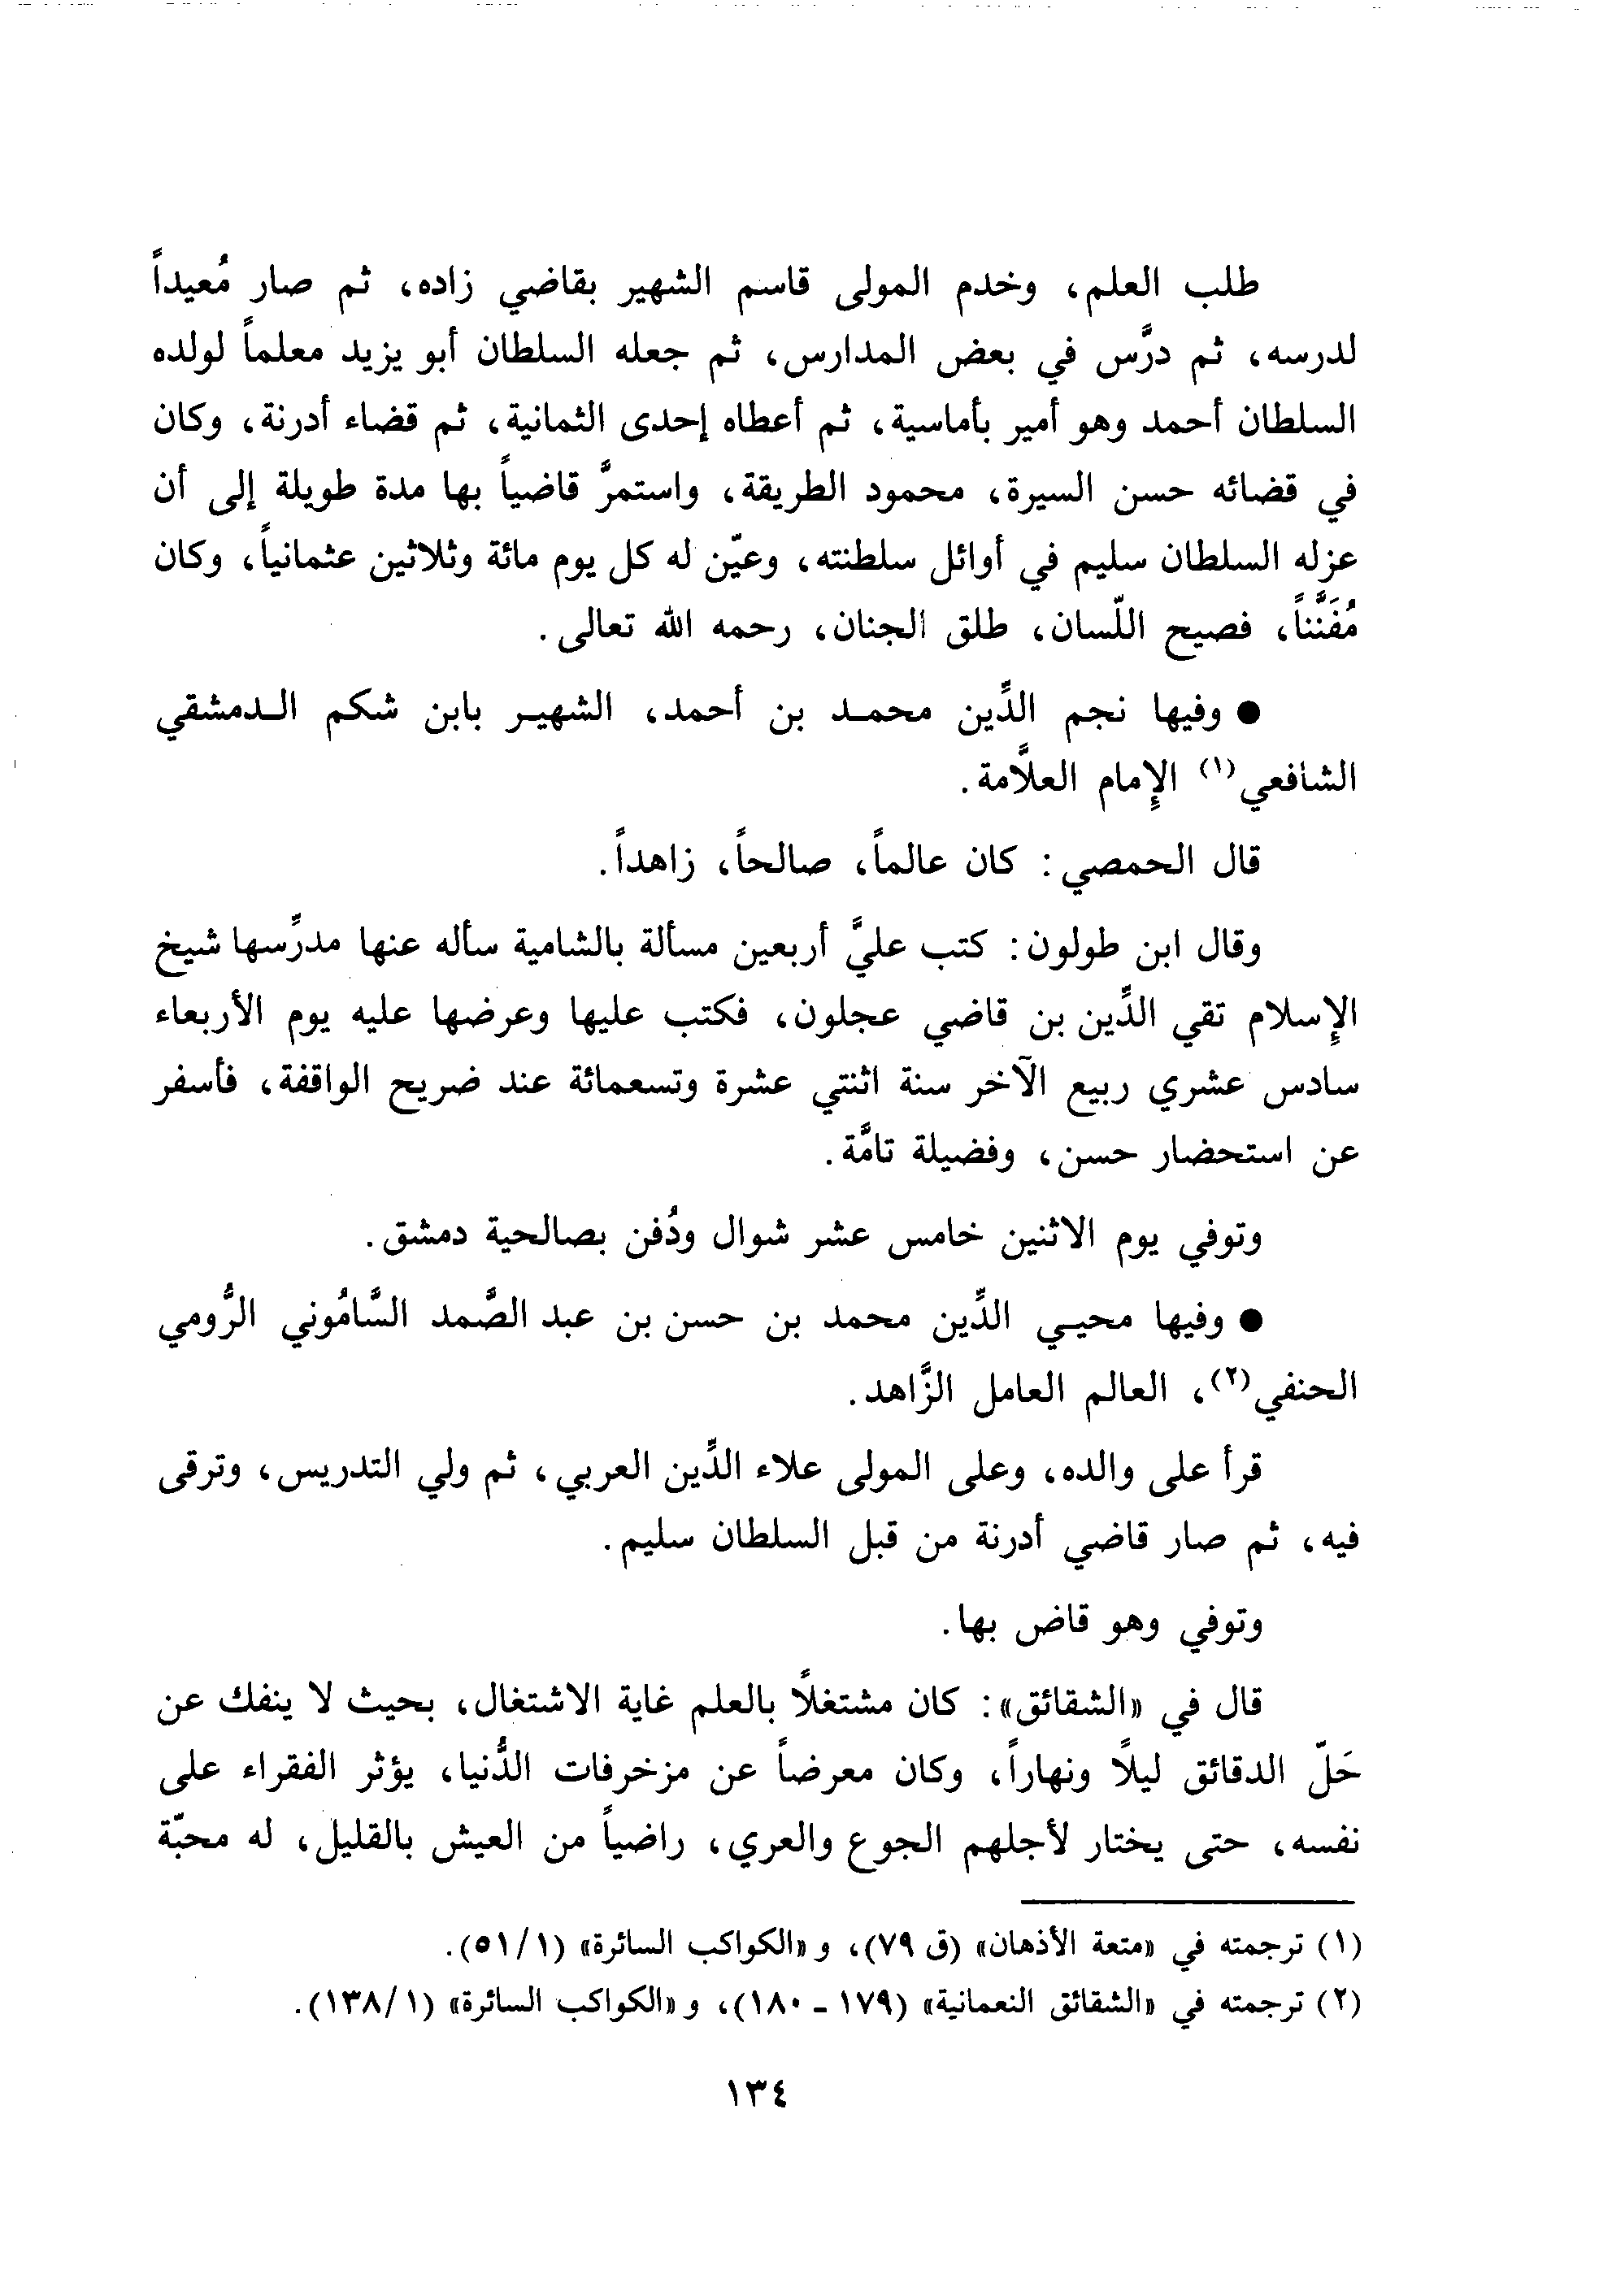 طلب العلم، وخدم المولى قاسم الشهير بقاضي زاده، ثم صار مُعيداً
لدرسه، ثم درَّس في بعض المدارس، ثم جعله السلطان أبو يزيد معلماً لولده
السلطان أحمد وهو أمير بأماسية، ثم أعطاه إحدى الثمانية، ثم قضاء أدرنة، وكان
في قضائه حسن السيرة، محمود الطريقة، واستمرَّ قاضياً بها مدة طويلة إلى أن
عزله السلطان سليم في أوائل سلطنته، وعيّن له كل يوم مائة وثلاثين عثمانياً، وكان
مُفَنَّناً، فصيح اللّسان، طلق الجنان، رحمه الله تعالى.
● وفيها نجم الدِّين محمد بن أحمد، الشهير بابن شكم الدمشقي
الشافعي(١) الإِمام العلاَّمة.
قال الحمصي: كان عالماً، صالحاً، زاهداً.
وقال ابن طولون: كتب عليَّ أربعين مسألة بالشامية سأله عنها مدرِّسها شيخ
الإِسلام تقي الدِّين بن قاضي عجلون، فكتب عليها وعرضها عليه يوم الأربعاء
سادس عشري ربيع الآخر سنة اثنتي عشرة وتسعمائة عند ضريح الواقفة، فأسفر
عن استحضار حسن، وفضيلة تامَّة.
وتوفي يوم الاثنين خامس عشر شوال ودُفن بصالحية دمشق.
● وفيها محيي الدِّين محمد بن حسن بن عبد الصَّمد السَّامُوني الرُّومي
الحنفي(٢)، العالم العامل الزَّاهد.
قرأ على والده، وعلى المولى علاء الدِّين العربي، ثم ولي التدريس، وترقى
فيه، ثم صار قاضي أدرنة من قبل السلطان سليم.
وتوفي وهو قاض بها.
قال في «الشقائق»: كان مشتغلاً بالعلم غاية الاشتغال، بحيث لا ينفك عن
حَلّ الدقائق ليلاً ونهاراً، وكان معرضاً عن مزخرفات الدُّنيا، يؤثر الفقراء على
نفسه، حتى يختار لأجلهم الجوع والعري، راضياً من العيش بالقليل، له محبّة
(١) ترجمته في «متعة الأذهان» (ق ٧٩)، و «الكواكب السائرة» (١/٥١).
(٢) ترجمته في «الشقائق النعمانية» (١٧٩ - ١٨٠)، و «الكواكب السائرة» (١/١٣٨).
١٣٤